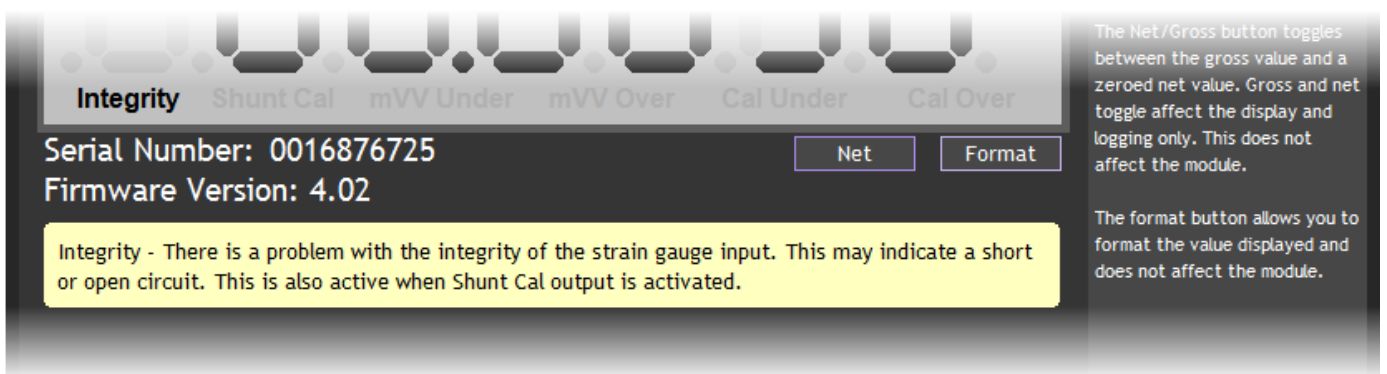 Integrity Shunt Cal mVV Under mVV Over Cal Under Cal Over
Serial Number: 0016876725
Net Format
Firmware Version: 4.02
Integrity - There is a problem with the integrity of the strain gauge input. This may indicate a short
or open circuit. This is also active when Shunt Cal output is activated.
The Net/Gross button toggles
between the gross value and a
zeroed net value. Gross and net
toggle affect the display and
logging only. This does not
affect the module.
The format button allows you to
format the value displayed and
does not affect the module.